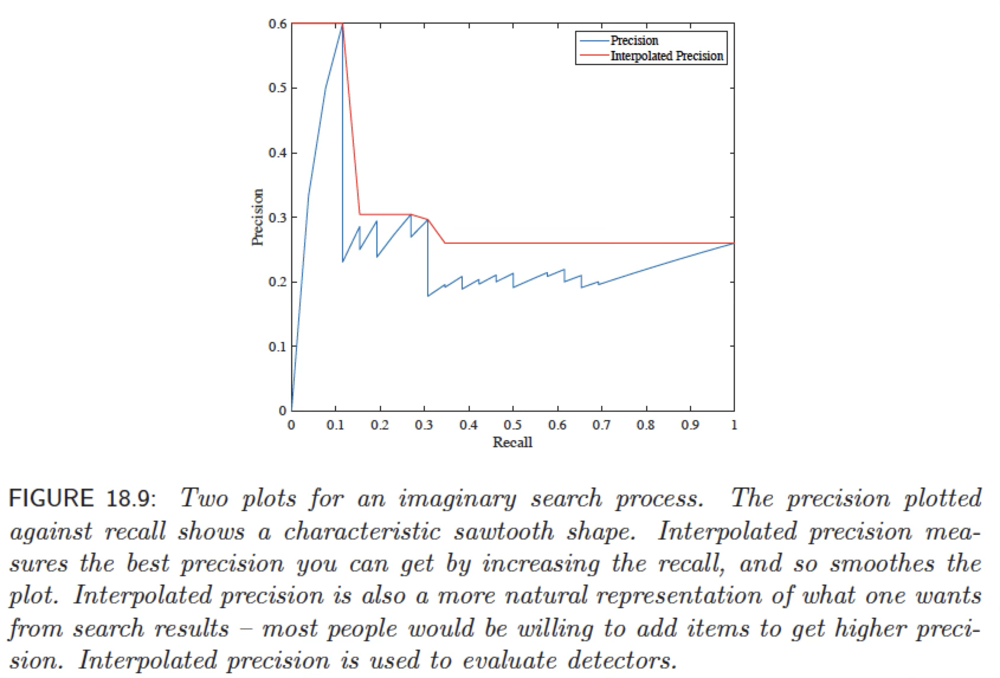 0.6
0.5
0.4
0.3
0.2
0.1
0
Precision
Precision
Interpolated Precision
0 0.1 0.2 0.3 0.4 0.5 0.6 0.7 0.8 0.9 1
Recall
FIGURE 18.9: Two plots for an imaginary search process. The precision plotted
against recall shows a characteristic sawtooth shape. Interpolated precision mea-
sures the best precision you can get by increasing the recall, and so smoothes the
plot. Interpolated precision is also a more natural representation of what one wants
from search results – most people would be willing to add items to get higher preci-
sion. Interpolated precision is used to evaluate detectors.